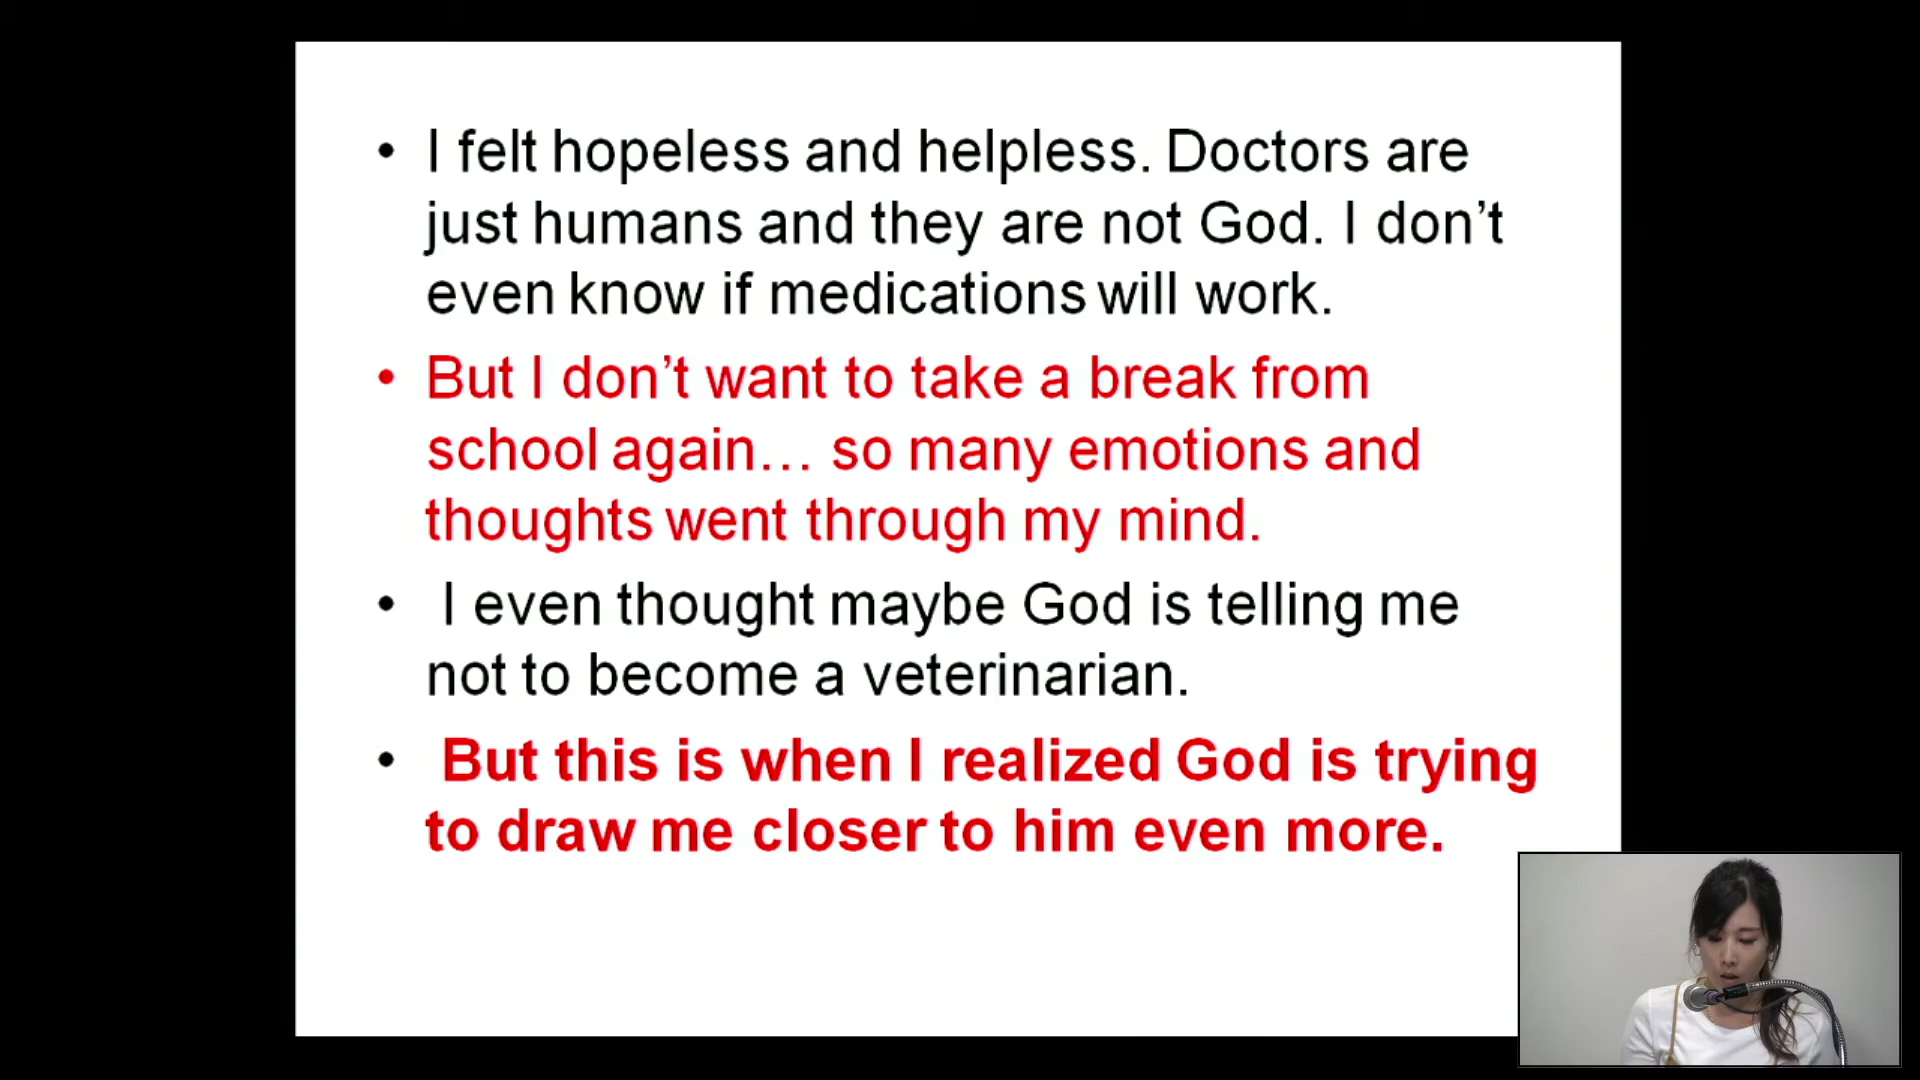 • I felt hopeless and helpless. Doctors are
just humans and they are not God. I don’t
even know if medications will work.
• But I don’t want to take a break from
school again… so many emotions and
thoughts went through my mind.
• I even thought maybe God is telling me
not to become a veterinarian.
• But this is when I realized God is trying
to draw me closer to him even more.